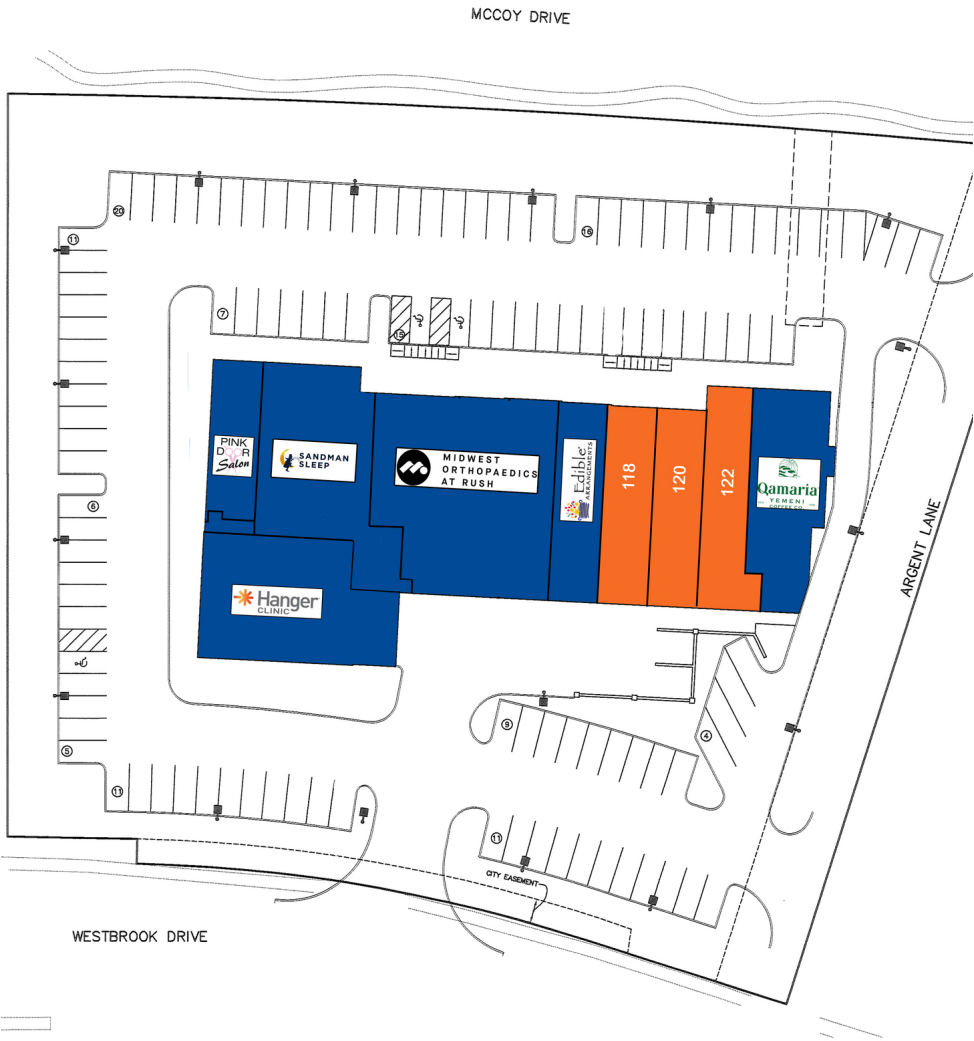 MCCOY DRIVE
20
11
16
7
15
PINK
DOOR
Salon
SANDMAN
SLEEP
MIDWEST
ORTHOPAEDICS
AT RUSH
Edible
ARRANGEMENTS
118
120
122
Qamaria
YEMENI
COFFEE CO.
ARGENT LANE
6
Hanger
CLINIC
5
9
4
11
11
CITY EASEMENT
WESTBROOK DRIVE